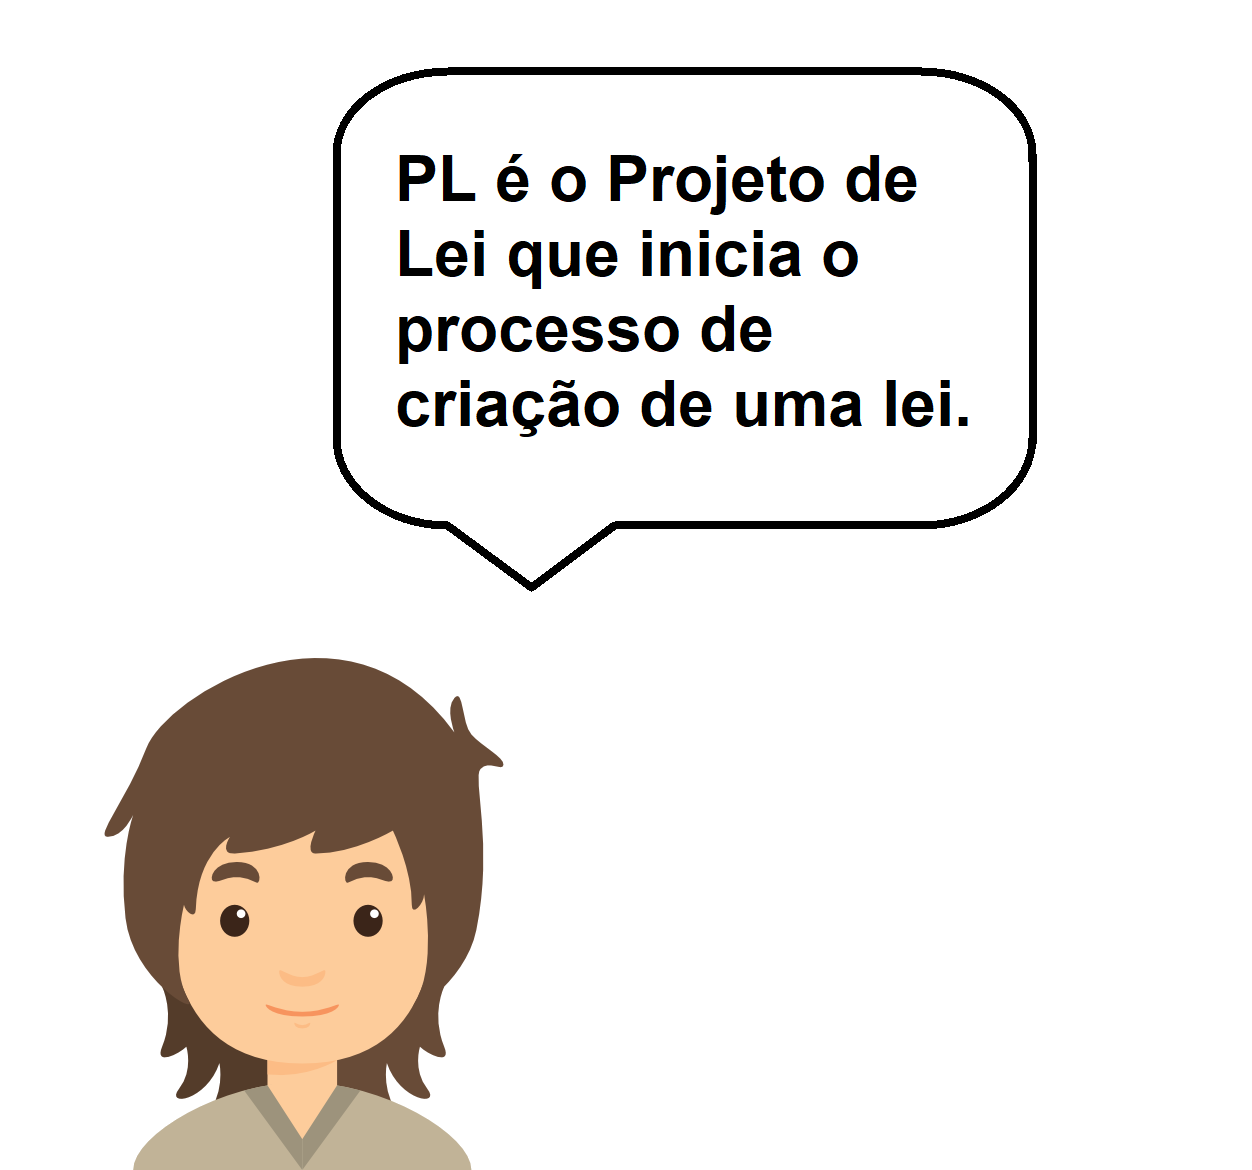 PL é o Projeto de
Lei que inicia o
processo de
criação de uma lei.